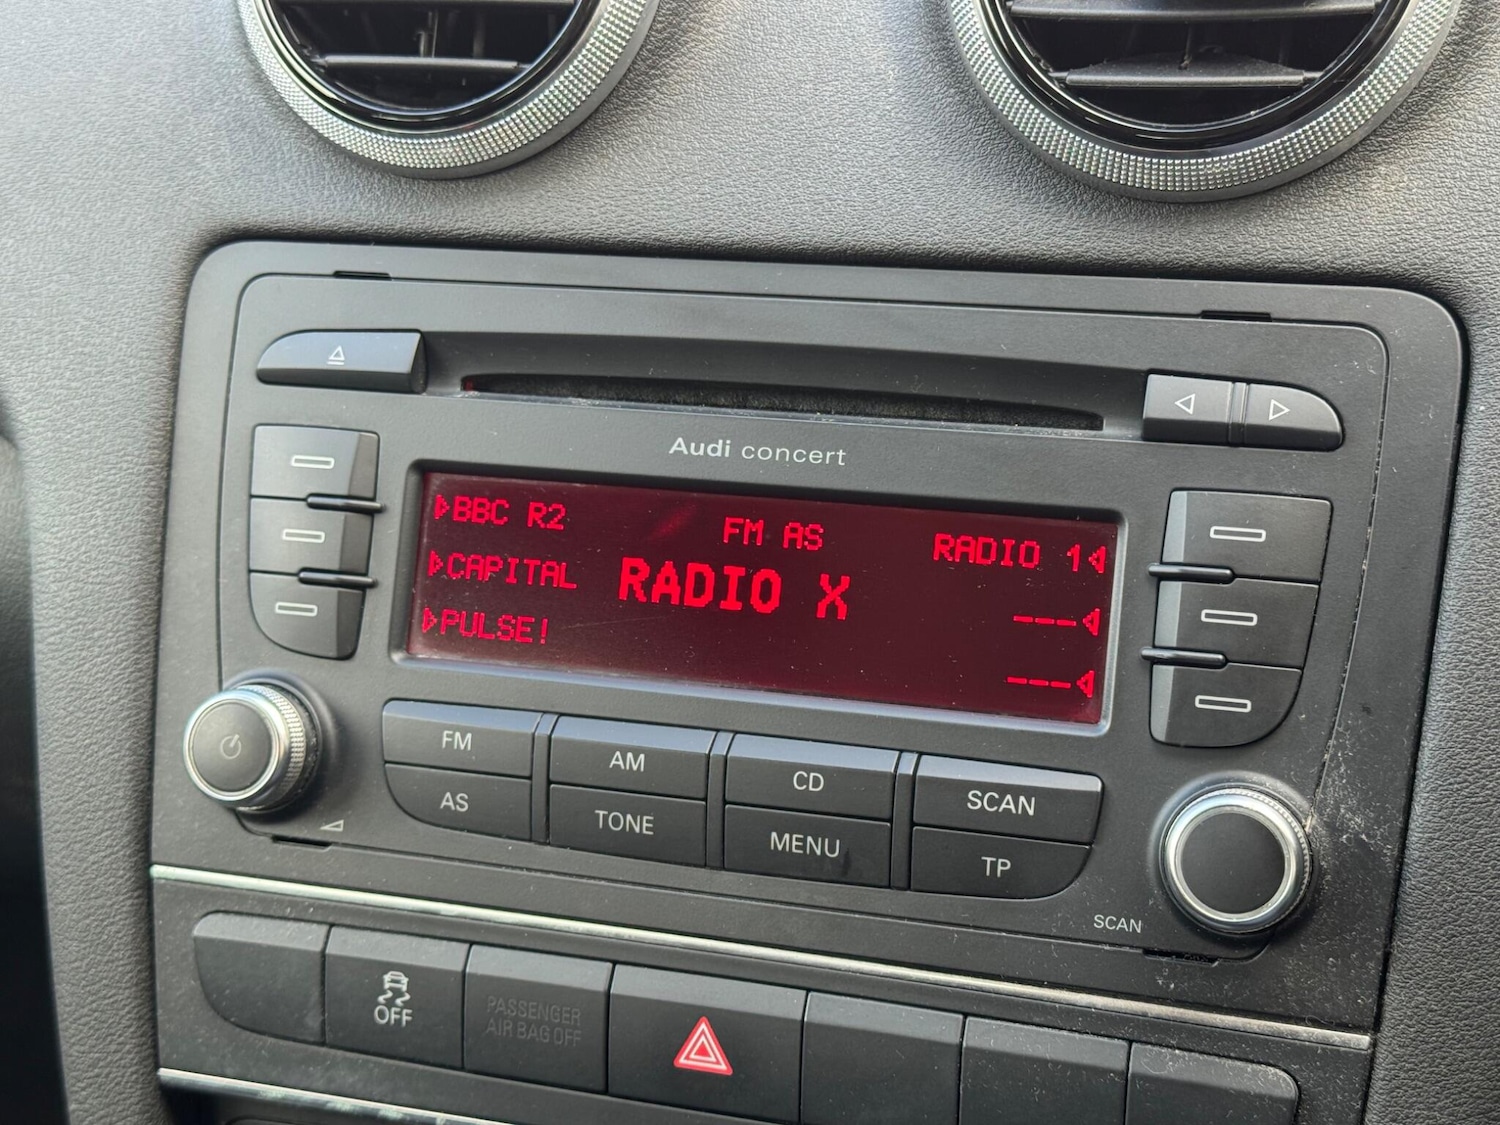 Audi concert
BBC R2
FM AS
RADIO 1
CAPITAL
RADIO X
---
PULSE!
---
FM
AM
CD
SCAN
AS
TONE
MENU
TP
SCAN
OFF
PASSENGER
AIR BAG OFF